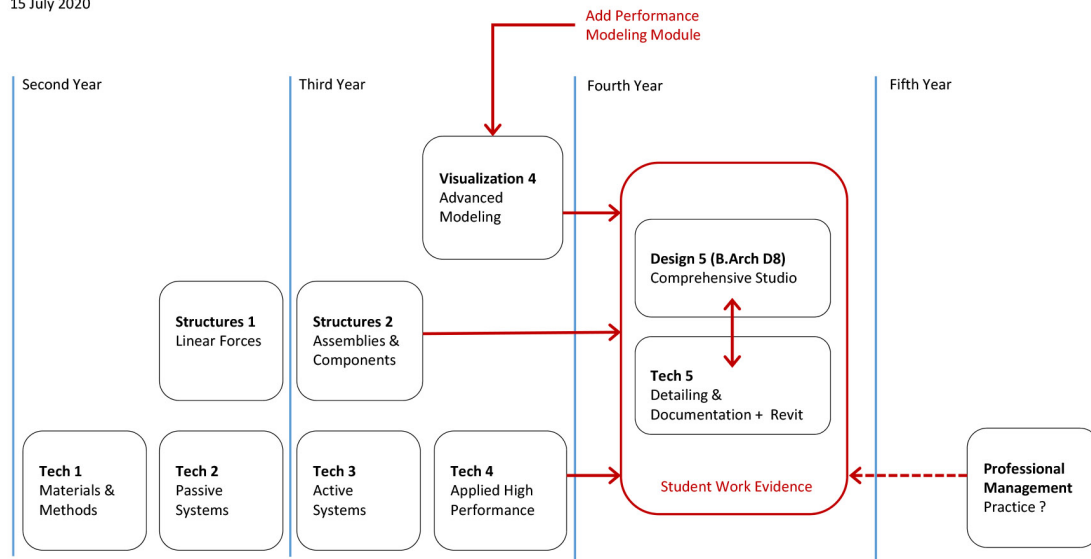 15 July 2020
Add Performance
Modeling Module
Second Year
Third Year
Fourth Year
Fifth Year
Visualization 4
Advanced
Modeling
Design 5 (B.Arch D8)
Comprehensive Studio
Structures 1
Linear Forces
Structures 2
Assemblies &
Components
Tech 5
Detailing &
Documentation + Revit
Tech 1
Materials &
Methods
Tech 2
Passive
Systems
Tech 3
Active
Systems
Tech 4
Applied High
Performance
Student Work Evidence
Professional
Management
Practice ?